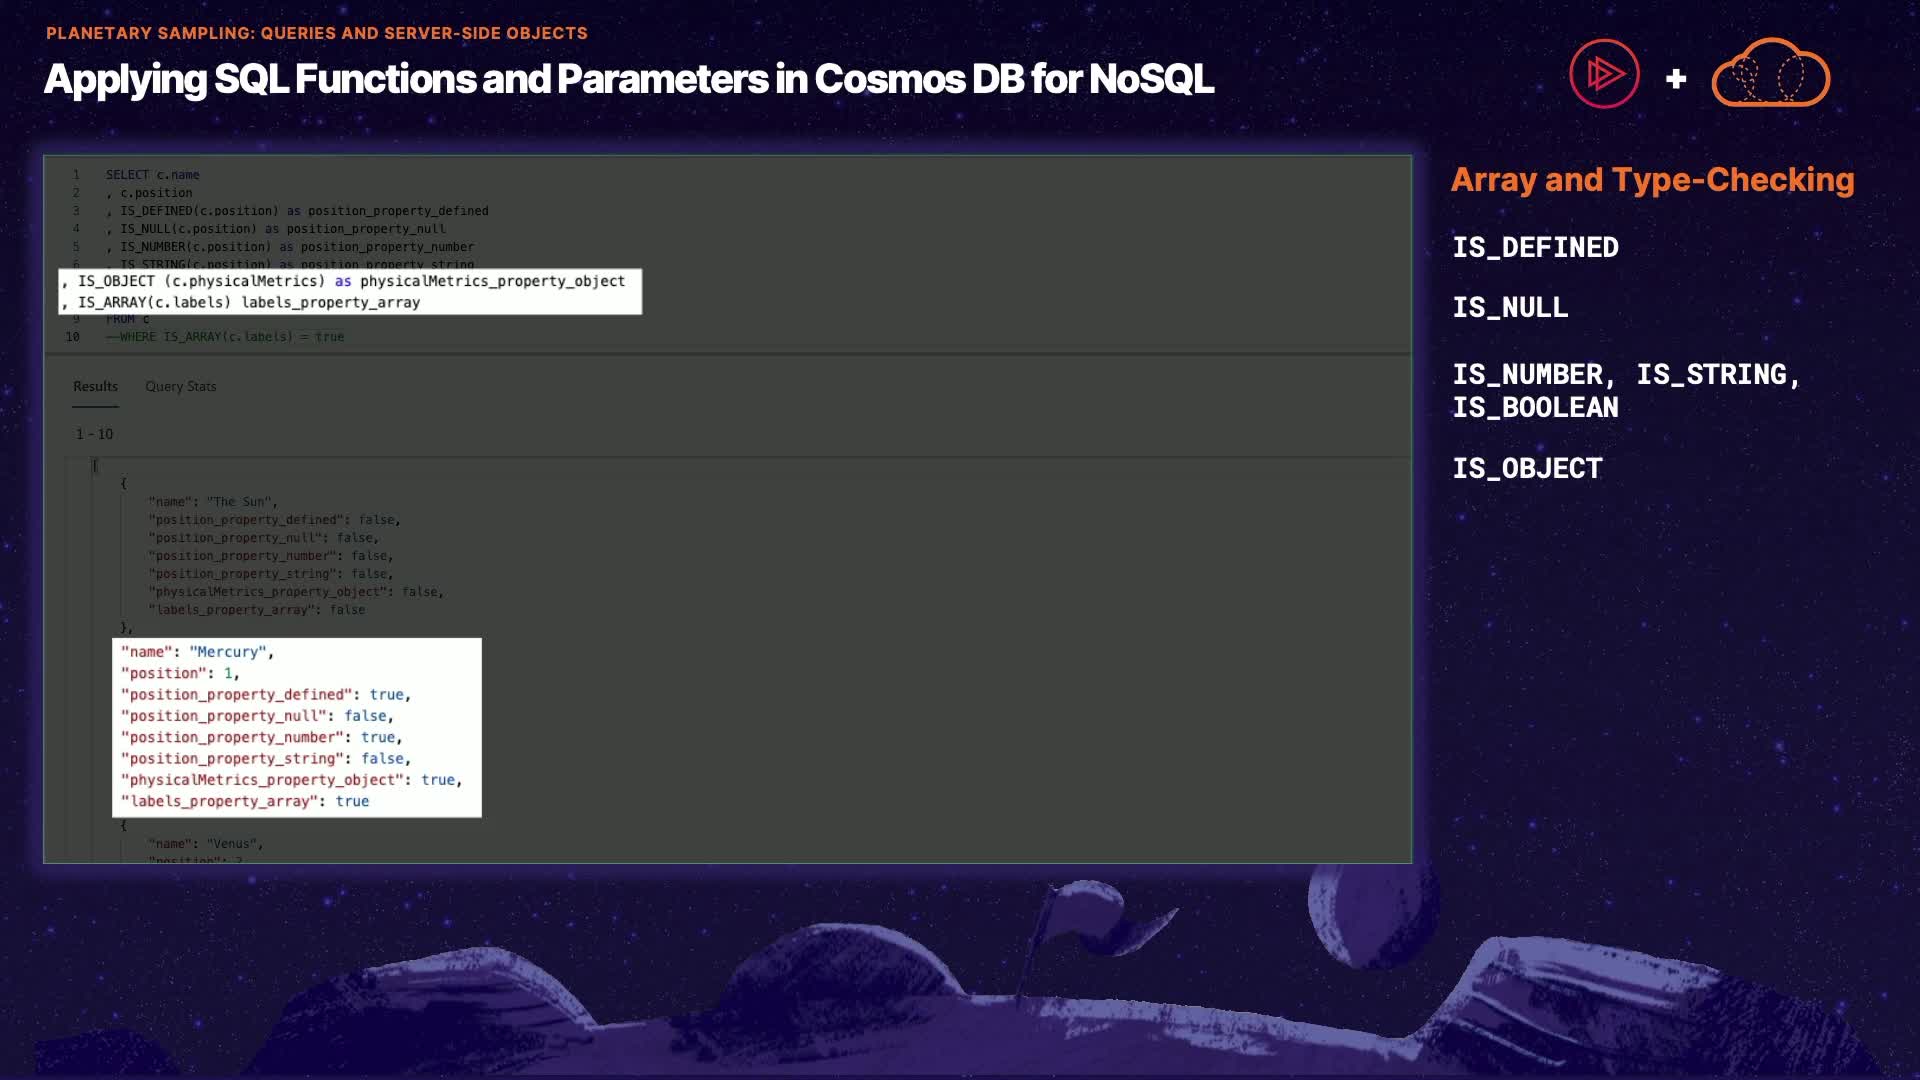 PLANETARY SAMPLING: QUERIES AND SERVER-SIDE OBJECTS
Applying SQL Functions and Parameters in Cosmos DB for NoSQL
+
1 SELECT c.name
2 , c.position
3 , IS_DEFINED(c.position) as position_property_defined
4 , IS_NULL(c.position) as position_property_null
5 , IS_NUMBER(c.position) as position_property_number
6 , IS_STRING(c.position) as position_property_string
, IS_OBJECT (c.physicalMetrics) as physicalMetrics_property_object
, IS_ARRAY(c.labels) labels_property_array
9 FROM c
10 --WHERE IS_ARRAY(c.labels) = true
Results Query Stats
1 - 10
[
{
"name": "The Sun",
"position_property_defined": false,
"position_property_null": false,
"position_property_number": false,
"position_property_string": false,
"physicalMetrics_property_object": false,
"labels_property_array": false
},
"name": "Mercury",
"position": 1,
"position_property_defined": true,
"position_property_null": false,
"position_property_number": true,
"position_property_string": false,
"physicalMetrics_property_object": true,
"labels_property_array": true
{
"name": "Venus",
"position": 2
Array and Type-Checking
IS_DEFINED
IS_NULL
IS_NUMBER, IS_STRING,
IS_BOOLEAN
IS_OBJECT